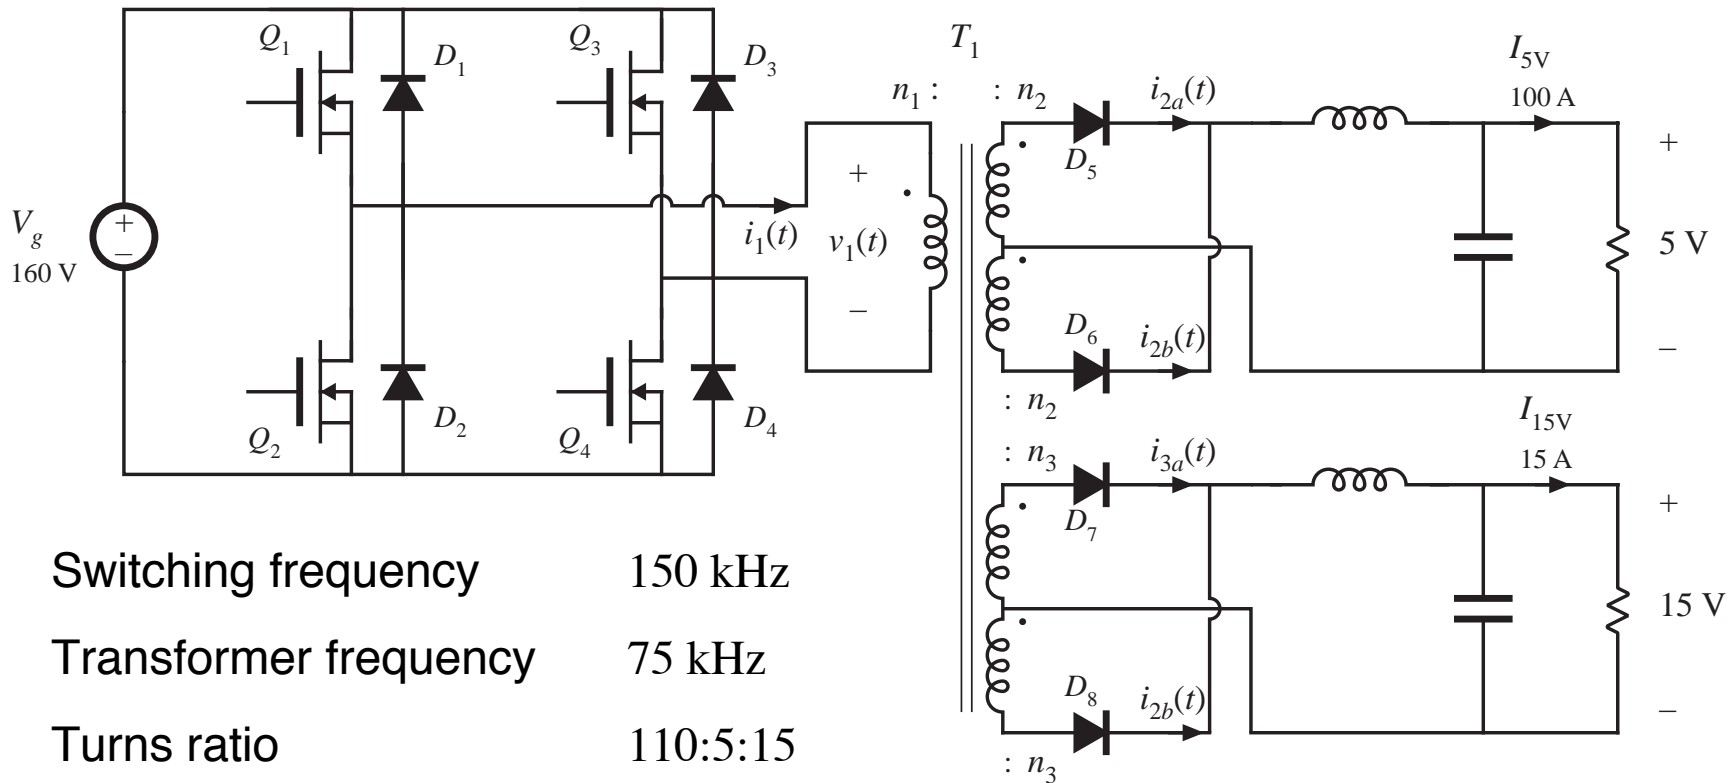 Q1
D1
Q3
D3
T1
n1 :
: n2
i2a(t)
I5V
100 A
D5
+
Vg
160 V
+
–
i1(t)
+
v1(t)
–
5 V
D6
i2b(t)
–
Q2
D2
Q4
D4
: n2
: n3
i3a(t)
I15V
15 A
D7
+
15 V
D8
i2b(t)
–
: n3
Switching frequency 150 kHz
Transformer frequency 75 kHz
Turns ratio 110:5:15